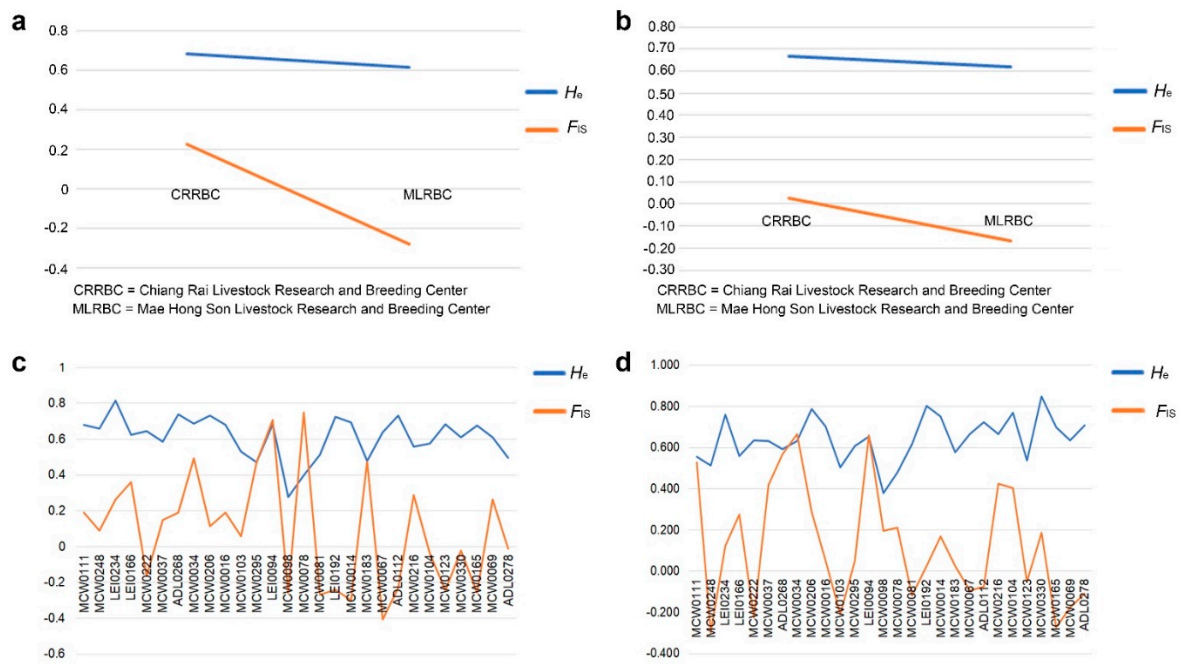 a
0.8
0.6
0.4
0.2
0
-0.2
-0.4
CRRBC
MLRBC
He
FIS
CRRBC = Chiang Rai Livestock Research and Breeding Center
MLRBC = Mae Hong Son Livestock Research and Breeding Center
b
0.80
0.70
0.60
0.50
0.40
0.30
0.20
0.10
0.00
-0.10
-0.20
-0.30
CRRBC
MLRBC
He
FIS
CRRBC = Chiang Rai Livestock Research and Breeding Center
MLRBC = Mae Hong Son Livestock Research and Breeding Center
c
1
0.8
0.6
0.4
0.2
0
-0.2
-0.4
-0.6
He
FIS
MCW0111
MCW0248
LEI0234
LEI0166
MCW0222
MCW0037
ADL0268
MCW0034
MCW0206
MCW0016
MCW0103
MCW0295
LEI0094
MCW0098
MCW0078
MCW0081
LEI0192
MCW0014
MCW0183
MCW0067
ADL0112
MCW0216
MCW0104
MCW0123
MCW0330
MCW0165
MCW0069
ADL0278
d
1.000
0.800
0.600
0.400
0.200
0.000
-0.200
-0.400
He
FIS
MCW0111
MCW0248
LEI0234
LEI0166
MCW0222
MCW0037
ADL0268
MCW0034
MCW0206
MCW0016
MCW0103
MCW0295
LEI0094
MCW0098
MCW0078
MCW0081
LEI0192
MCW0014
MCW0183
MCW0067
ADL0112
MCW0216
MCW0104
MCW0123
MCW0330
MCW0165
MCW0069
ADL0278